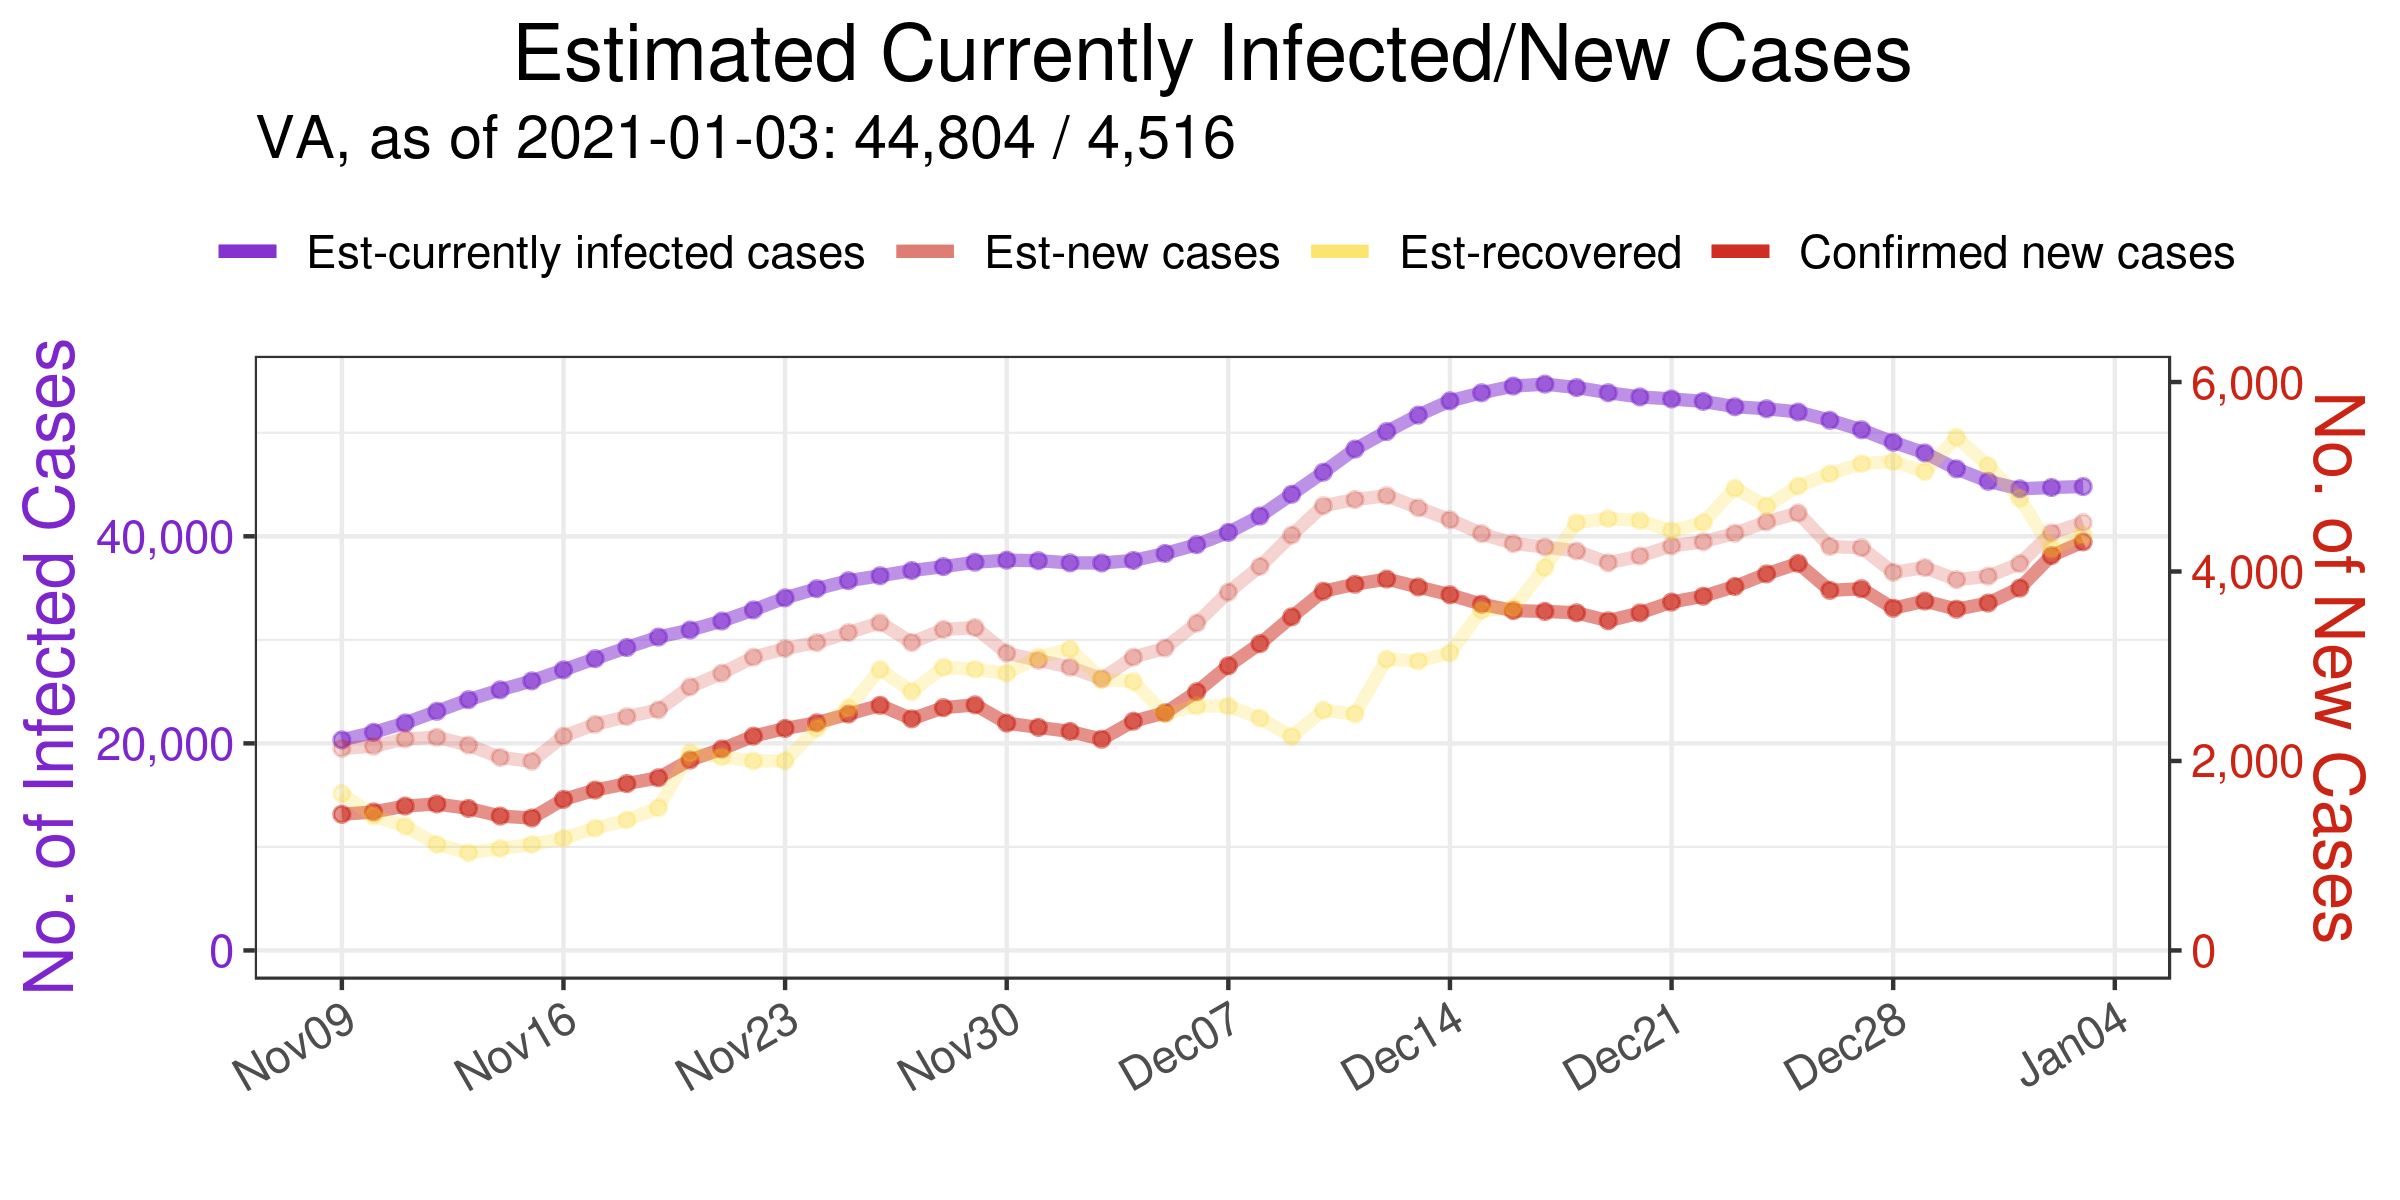 Estimated Currently Infected/New Cases
VA, as of 2021-01-03: 44,804 / 4,516
Est-currently infected cases Est-new cases Est-recovered Confirmed new cases
No. of Infected Cases
40,000
20,000
0
6,000
4,000
2,000
0
No. of New Cases
Nov09 Nov16 Nov23 Nov30 Dec07 Dec14 Dec21 Dec28 Jan04